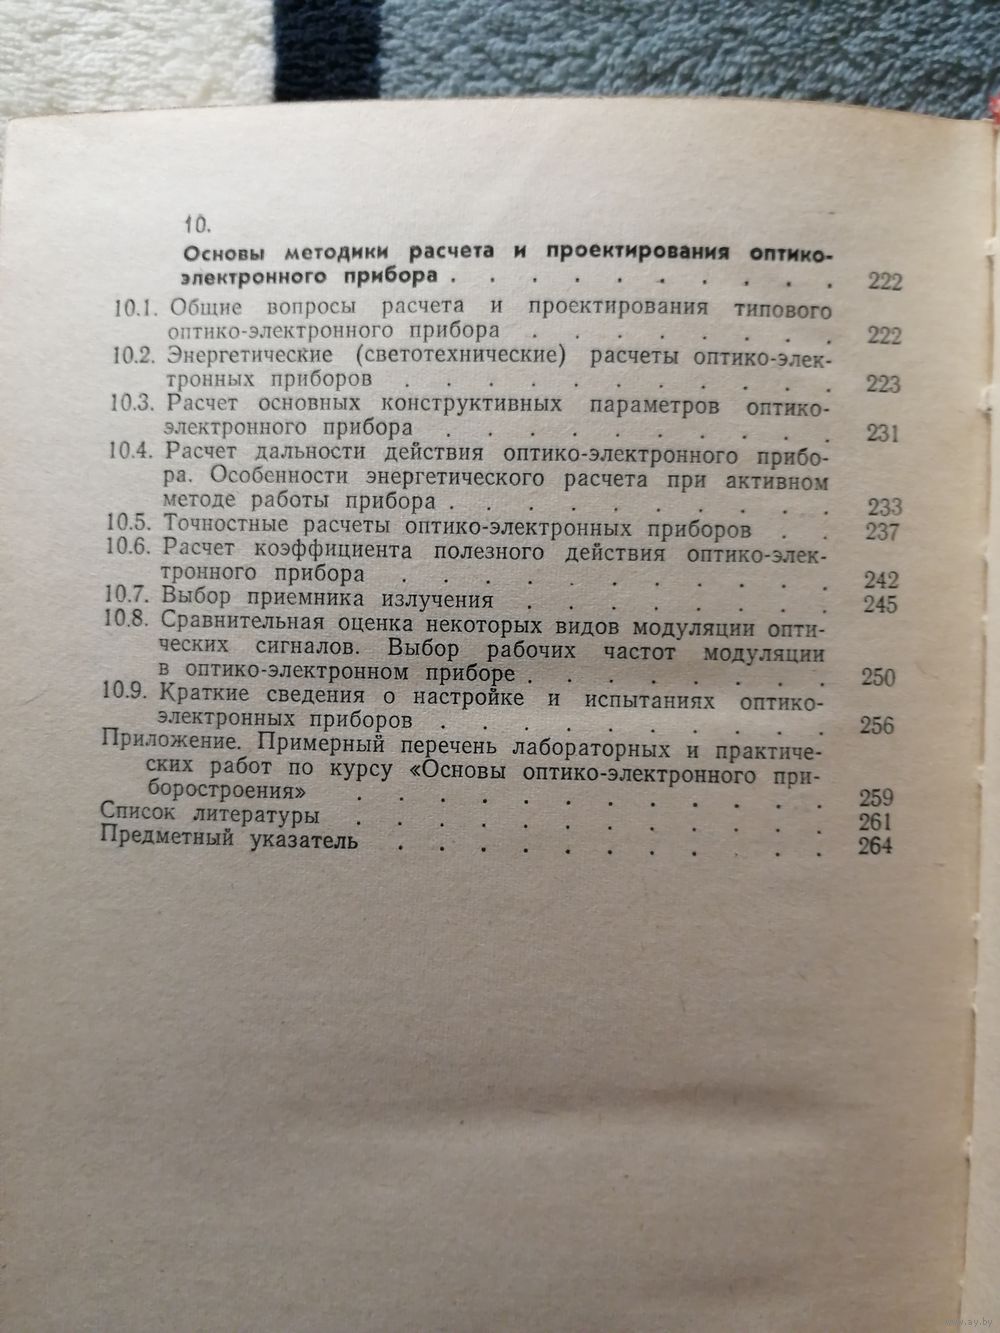 10.
Основы методики расчета и проектирования оптико-
электронного прибора . . . . . . . . . . 222
10.1. Общие вопросы расчета и проектирования типового
оптико-электронного прибора . . . . . . . 222
10.2. Энергетические (светотехнические) расчеты оптико-элек-
тронных приборов . . . . . . . . . . . 223
10.3. Расчет основных конструктивных параметров оптико-
электронного прибора . . . . . . . . . . 231
10.4. Расчет дальности действия оптико-электронного прибо-
ра. Особенности энергетического расчета при активном
методе работы прибора . . . . . . . . . . 233
10.5. Точностные расчеты оптико-электронных приборов . . 237
10.6. Расчет коэффициента полезного действия оптико-элек-
тронного прибора . . . . . . . . . . . 242
10.7. Выбор приемника излучения . . . . . . . . 245
10.8. Сравнительная оценка некоторых видов модуляции опти-
ческих сигналов. Выбор рабочих частот модуляции
в оптико-электронном приборе . . . . . . . . 250
10.9. Краткие сведения о настройке и испытаниях оптико-
электронных приборов . . . . . . . . . . 256
Приложение. Примерный перечень лабораторных и практиче-
ских работ по курсу «Основы оптико-электронного при-
боростроения» . . . . . . . . . . . . 259
Список литературы . . . . . . . . . . . . 261
Предметный указатель . . . . . . . . . . . 264
www.ay.by